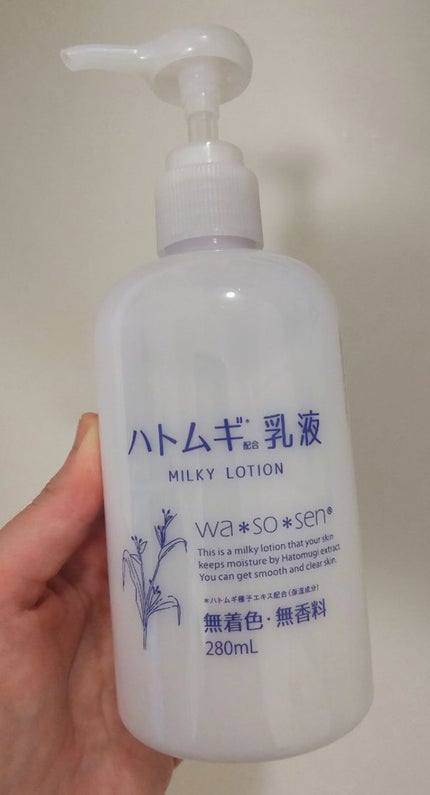 ハトムギ*配合乳液
MILKY LOTION
wa*so*sen®
This is a milky lotion that your skin
keeps moisture by Hatomugi extract.
You can get smooth and clear skin.
*ハトムギ種子エキス配合(保湿成分)
無着色・無香料
280mL